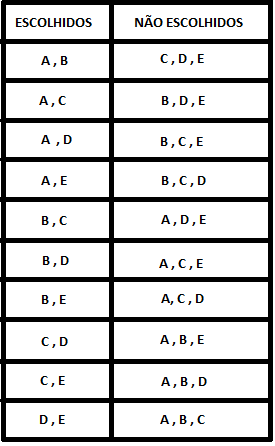 ESCOLHIDOS NÃO ESCOLHIDOS
A , B C , D , E
A , C B , D , E
A , D B , C , E
A , E B , C , D
B , C A , D , E
B , D A , C , E
B , E A , C , D
C , D A , B , E
C , E A , B , D
D , E A , B , C